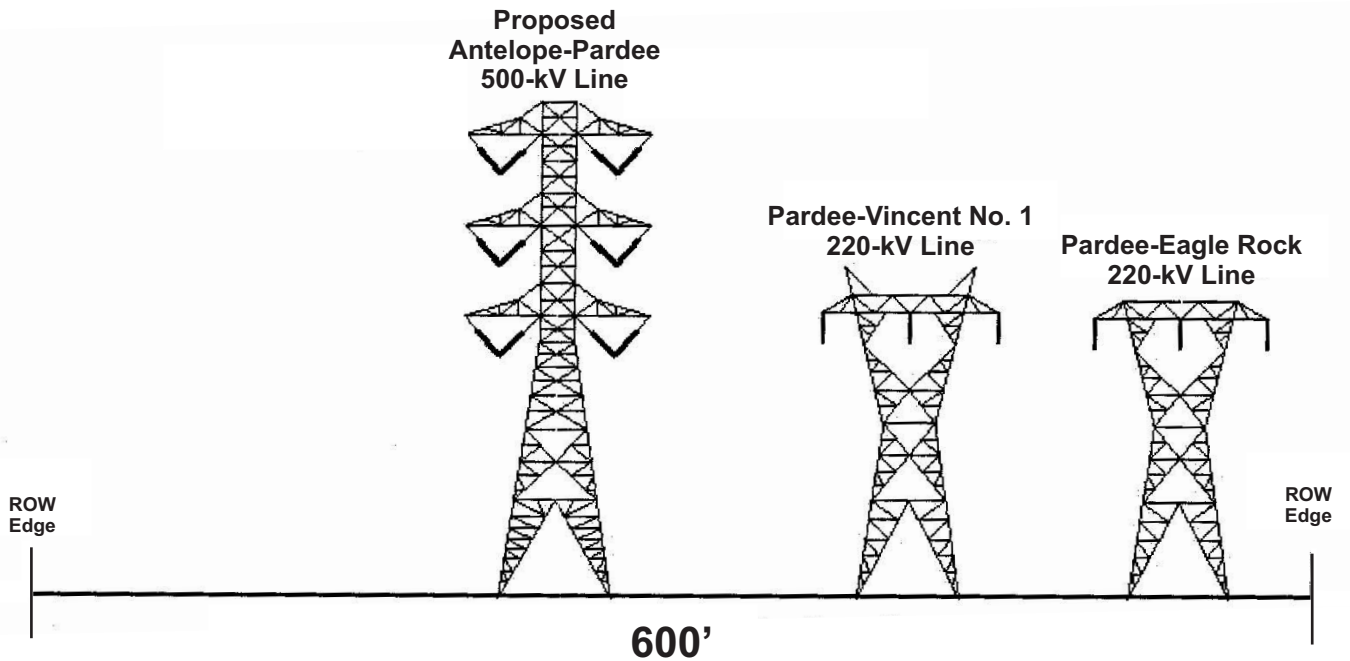 Proposed
Antelope-Pardee
500-kV Line
Pardee-Vincent No. 1
220-kV Line
Pardee-Eagle Rock
220-kV Line
ROW
Edge
ROW
Edge
600’